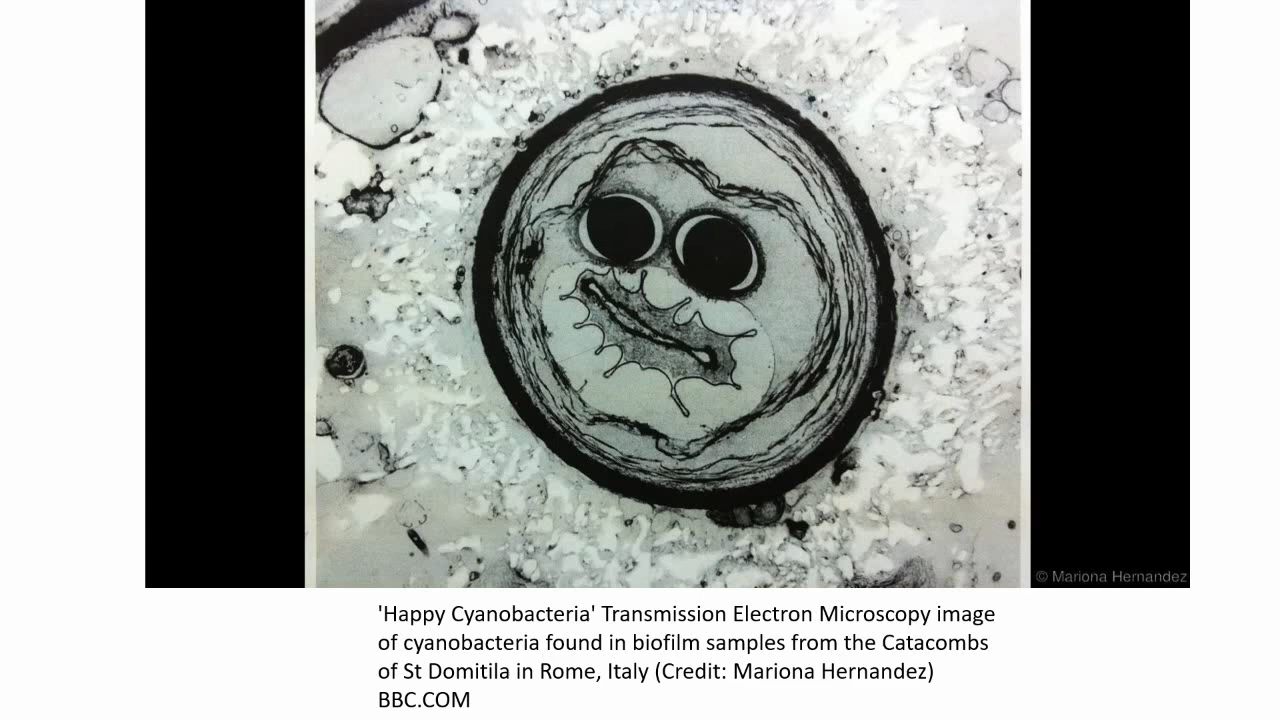 © Mariona Hernandez
'Happy Cyanobacteria' Transmission Electron Microscopy image
of cyanobacteria found in biofilm samples from the Catacombs
of St Domitila in Rome, Italy (Credit: Mariona Hernandez)
BBC.COM